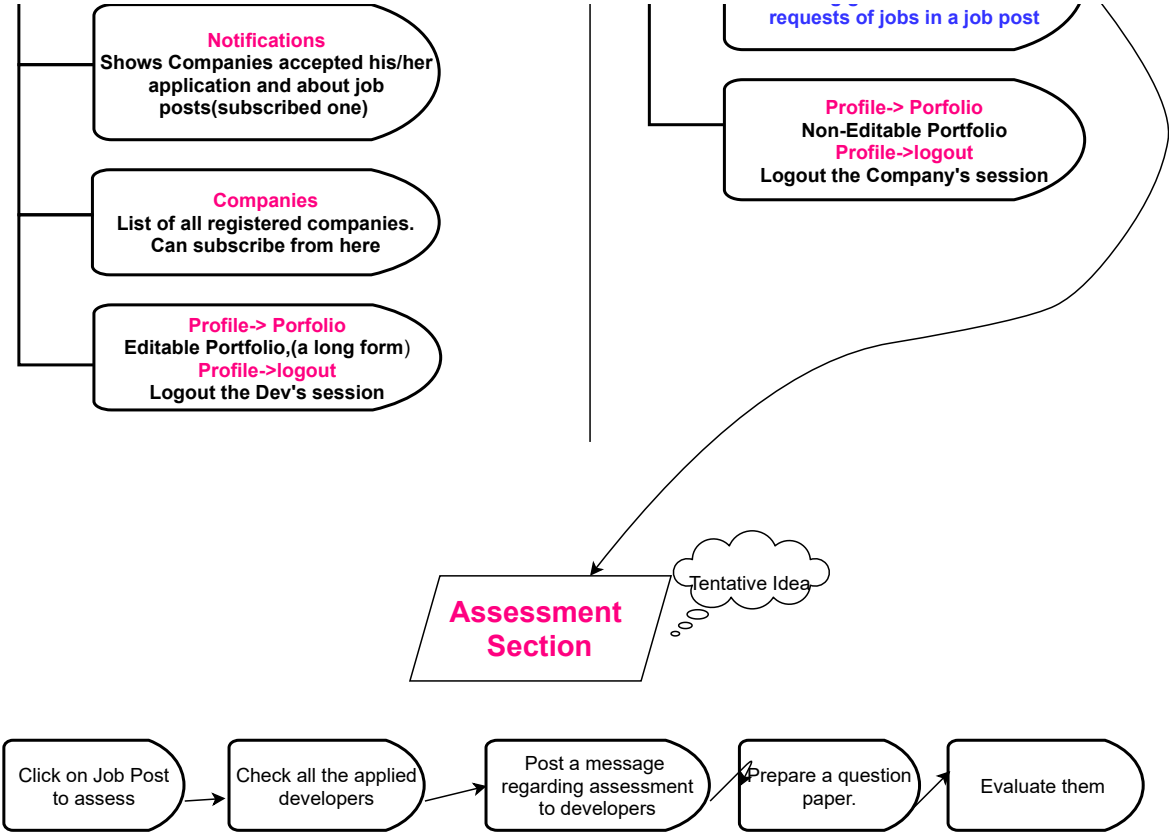 Notifications
Shows Companies accepted his/her
application and about job
posts(subscribed one)
Companies
List of all registered companies.
Can subscribe from here
Profile-> Porfolio
Editable Portfolio,(a long form)
Profile->logout
Logout the Dev's session
requests of jobs in a job post
Profile-> Porfolio
Non-Editable Portfolio
Profile->logout
Logout the Company's session
Tentative Idea
Assessment
Section
Click on Job Post
to assess
Check all the applied
developers
Post a message
regarding assessment
to developers
Prepare a question
paper.
Evaluate them